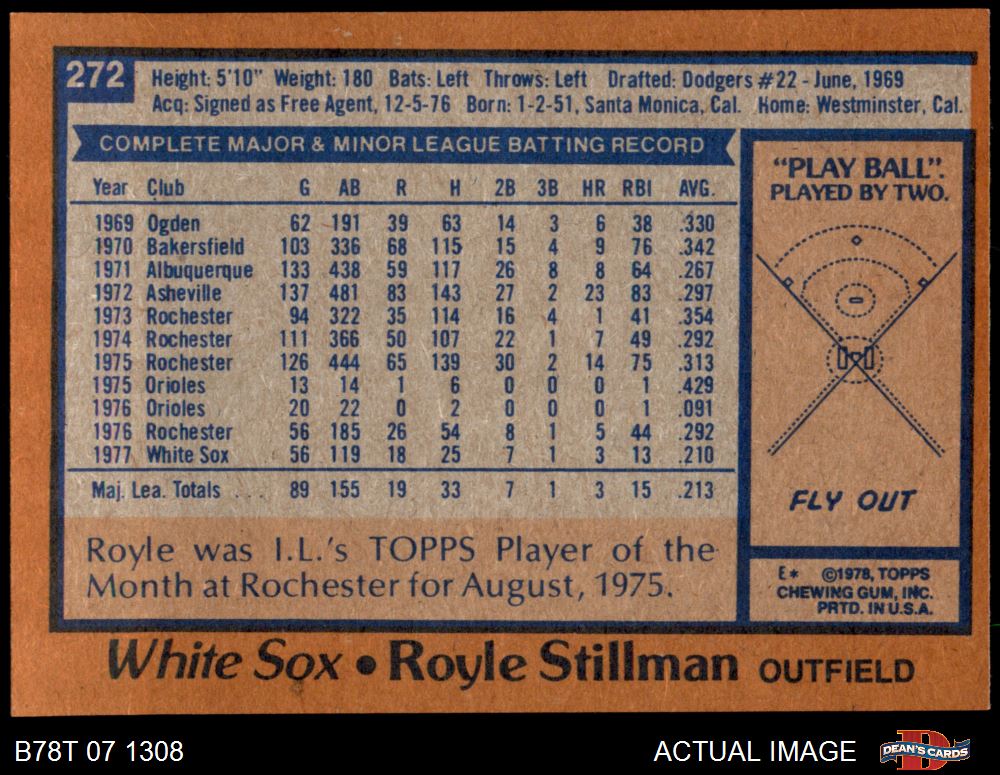 272
Height: 5'10" Weight: 180 Bats: Left Throws: Left Drafted: Dodgers #22 - June, 1969
Acq: Signed as Free Agent, 12-5-76 Born: 1-2-51, Santa Monica, Cal. Home: Westminster, Cal.
COMPLETE MAJOR & MINOR LEAGUE BATTING RECORD
Year Club G AB R H 2B 3B HR RBI AVG.
1969 Ogden 62 191 39 63 14 3 6 38 .330
1970 Bakersfield 103 336 68 115 15 4 9 76 .342
1971 Albuquerque 133 438 59 117 26 8 8 64 .267
1972 Asheville 137 481 83 143 27 2 23 83 .297
1973 Rochester 94 322 35 114 16 4 1 41 .354
1974 Rochester 111 366 50 107 22 1 7 49 .292
1975 Rochester 126 444 65 139 30 2 14 75 .313
1975 Orioles 13 14 1 6 0 0 0 1 .429
1976 Orioles 20 22 0 2 0 0 0 1 .091
1976 Rochester 56 185 26 54 8 1 5 44 .292
1977 White Sox 56 119 18 25 7 1 3 13 .210
Maj. Lea. Totals ... 89 155 19 33 7 1 3 15 .213
Royle was I.L.'s TOPPS Player of the
Month at Rochester for August, 1975.
"PLAY BALL".
PLAYED BY TWO.
FLY OUT
E* ©1978, TOPPS
CHEWING GUM, INC.
PRTD. IN U.S.A.
White Sox • Royle Stillman OUTFIELD
B78T 07 1308
ACTUAL IMAGE
D
DEAN'S CARDS